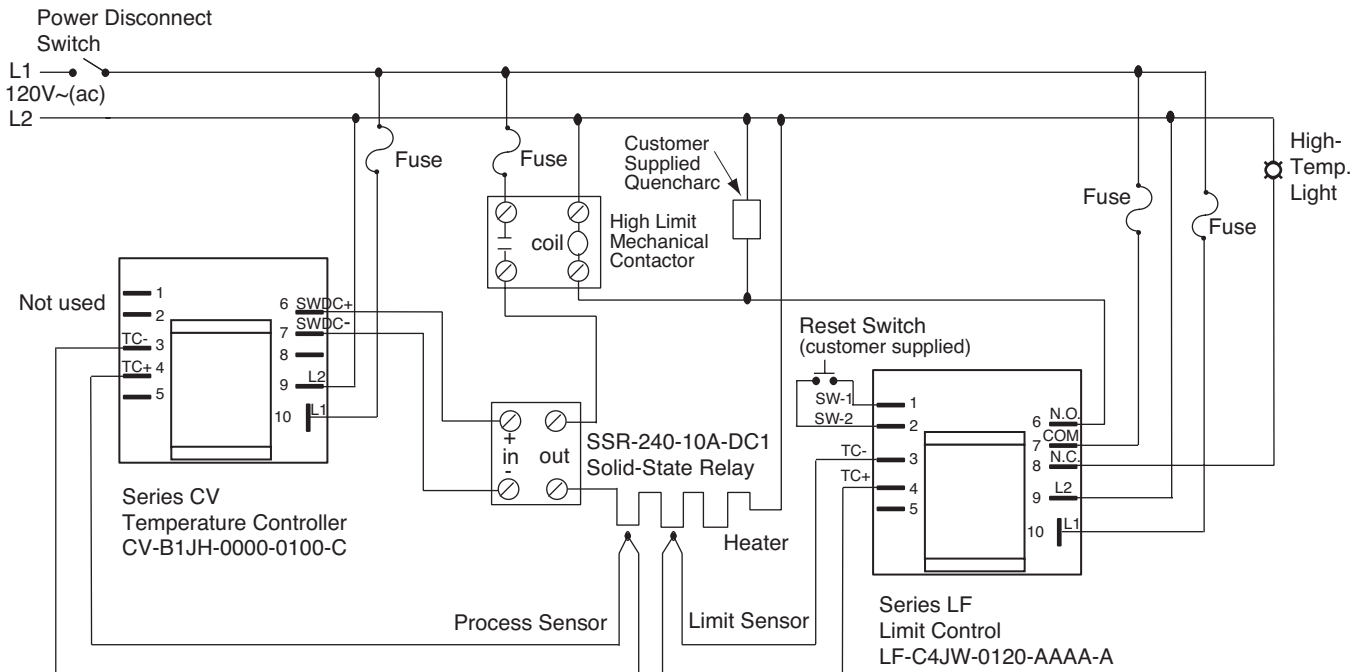 Power Disconnect
Switch
L1
120V~(ac)
L2
Fuse
Fuse
Customer
Supplied
Quencharc
Fuse
Fuse
High-
Temp.
Light
coil
High Limit
Mechanical
Contactor
Not used
1
2
TC- 3
TC+ 4
5
6 SWDC+
7 SWDC-
8
9 L2
10 L1
Series CV
Temperature Controller
CV-B1JH-0000-0100-C
+
in
-
out
SSR-240-10A-DC1
Solid-State Relay
Heater
Process Sensor
Limit Sensor
Reset Switch
(customer supplied)
SW-1 1
SW-2 2
TC- 3
TC+ 4
5
6 N.O.
7 COM
8 N.C.
9 L2
10 L1
Series LF
Limit Control
LF-C4JW-0120-AAAA-A